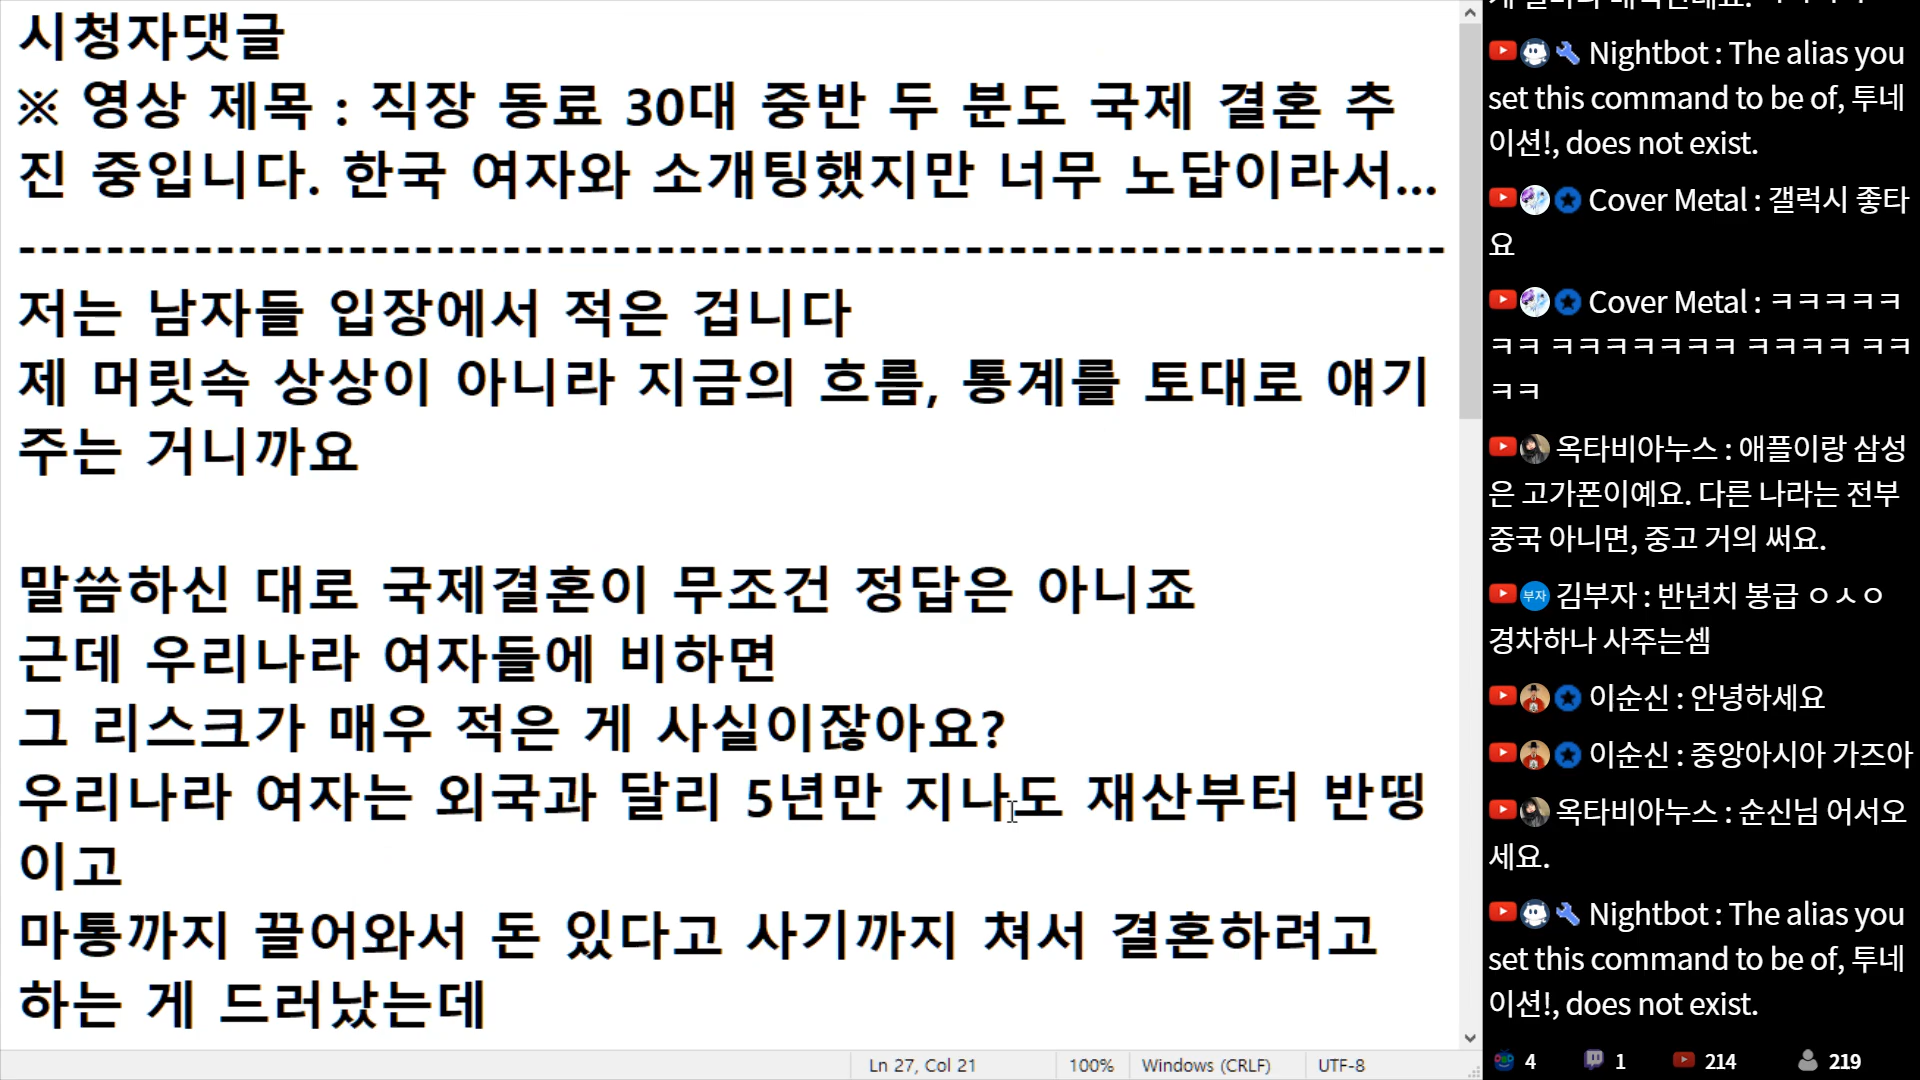 시청자댓글
※ 영상 제목 : 직장 동료 30대 중반 두 분도 국제 결혼 추
진 중입니다. 한국 여자와 소개팅했지만 너무 노답이라서...
--------------------------------------------------------------------
저는 남자들 입장에서 적은 겁니다
제 머릿속 상상이 아니라 지금의 흐름, 통계를 토대로 얘기
주는 거니까요
말씀하신 대로 국제결혼이 무조건 정답은 아니죠
근데 우리나라 여자들에 비하면
그 리스크가 매우 적은 게 사실이잖아요?
우리나라 여자는 외국과 달리 5년만 지나도 재산부터 반띵
이고
마통까지 끌어와서 돈 있다고 사기까지 쳐서 결혼하려고
하는 게 드러났는데
Ln 27, Col 21
100%
Windows (CRLF)
UTF-8
Nightbot : The alias you
set this command to be of, 투네
이션!, does not exist.
Cover Metal : 갤럭시 좋타
요
Cover Metal : ㅋㅋㅋㅋㅋ
ㅋㅋ ㅋㅋㅋㅋㅋㅋㅋ ㅋㅋㅋㅋ ㅋㅋ
ㅋㅋ
옥타비아누스 : 애플이랑 삼성
은 고가폰이예요. 다른 나라는 전부
중국 아니면, 중고 거의 써요.
부자 김부자 : 반년치 봉급 ㅇㅅㅇ
경차하나 사주는셈
이순신 : 안녕하세요
이순신 : 중앙아시아 가즈아
옥타비아누스 : 순신님 어서오
세요.
Nightbot : The alias you
set this command to be of, 투네
이션!, does not exist.
4
1
214
219